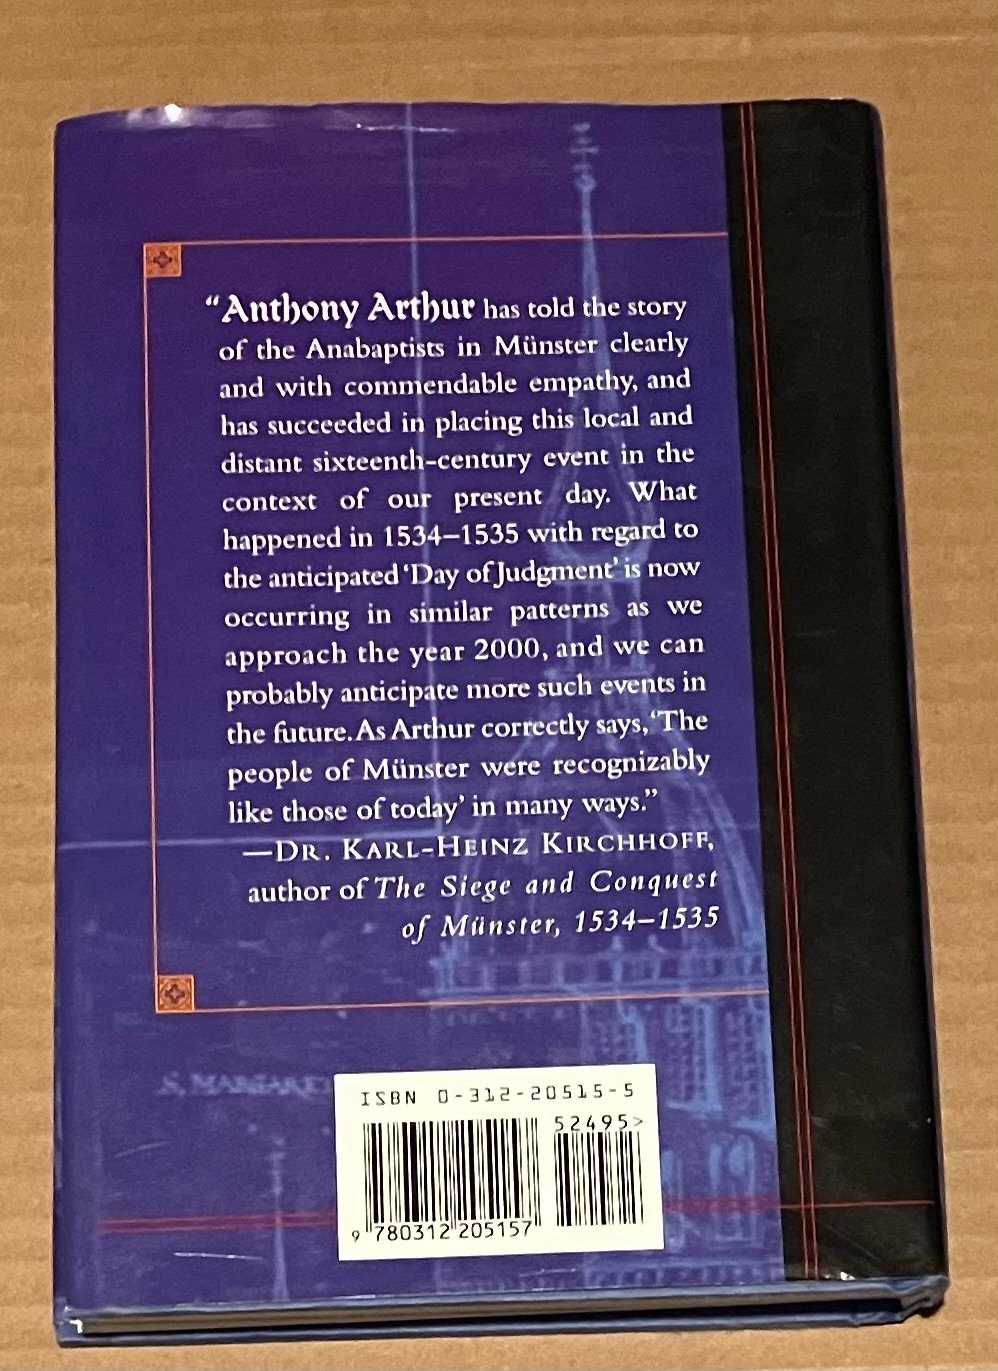 “Anthony Arthur has told the story
of the Anabaptists in Münster clearly
and with commendable empathy, and
has succeeded in placing this local and
distant sixteenth-century event in the
context of our present day. What
happened in 1534–1535 with regard to
the anticipated ‘Day of Judgment’ is now
occurring in similar patterns as we
approach the year 2000, and we can
probably anticipate more such events in
the future. As Arthur correctly says, ‘The
people of Münster were recognizably
like those of today’ in many ways.”
—DR. KARL-HEINZ KIRCHHOFF,
author of The Siege and Conquest
of Münster, 1534–1535
S. MARGARE
ISBN 0-312-20515-5
52495>
9 780312 205157